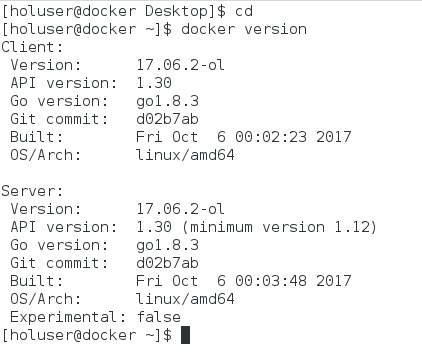 [holuser@docker Desktop]$ cd
[holuser@docker ~]$ docker version
Client:
 Version:      17.06.2-ol
 API version:  1.30
 Go version:   go1.8.3
 Git commit:   d02b7ab
 Built:        Fri Oct  6 00:02:23 2017
 OS/Arch:      linux/amd64

Server:
 Version:      17.06.2-ol
 API version:  1.30 (minimum version 1.12)
 Go version:   go1.8.3
 Git commit:   d02b7ab
 Built:        Fri Oct  6 00:03:48 2017
 OS/Arch:      linux/amd64
 Experimental: false
[holuser@docker ~]$